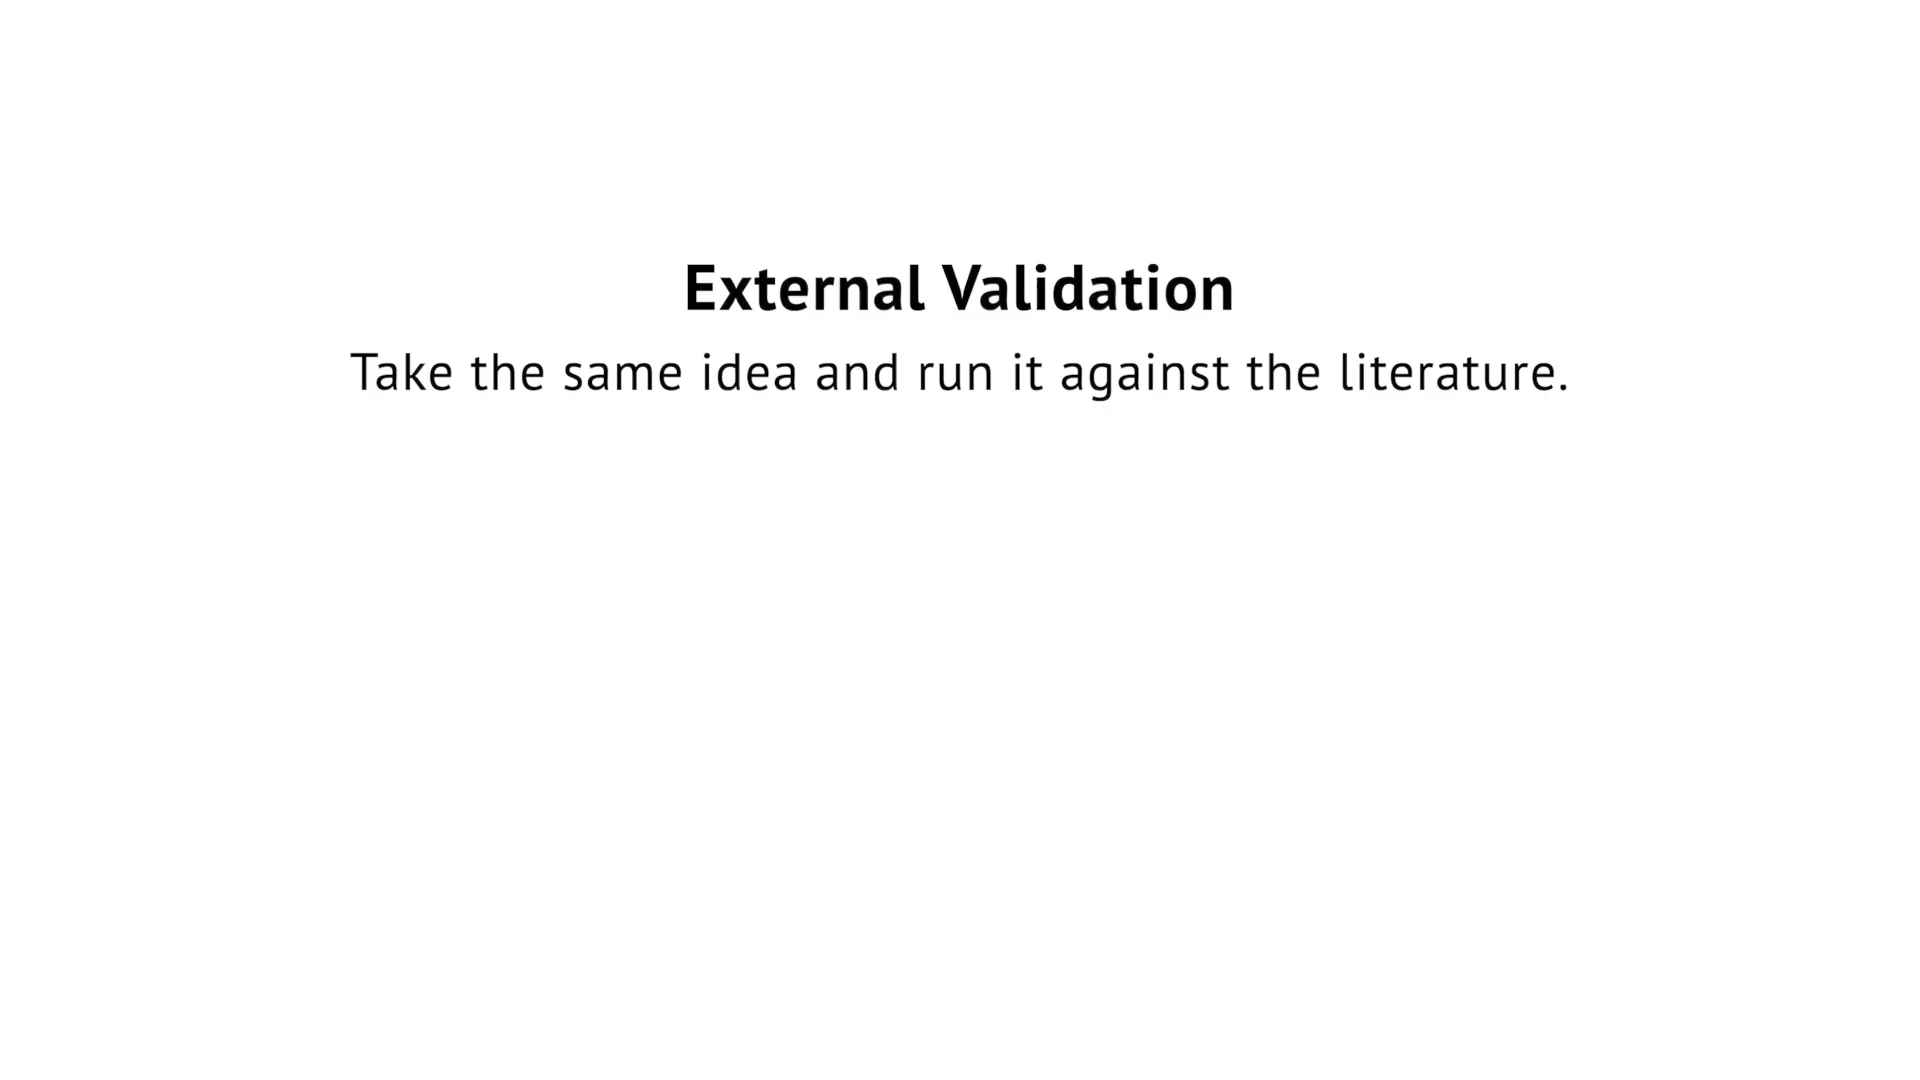 External Validation
Take the same idea and run it against the literature.